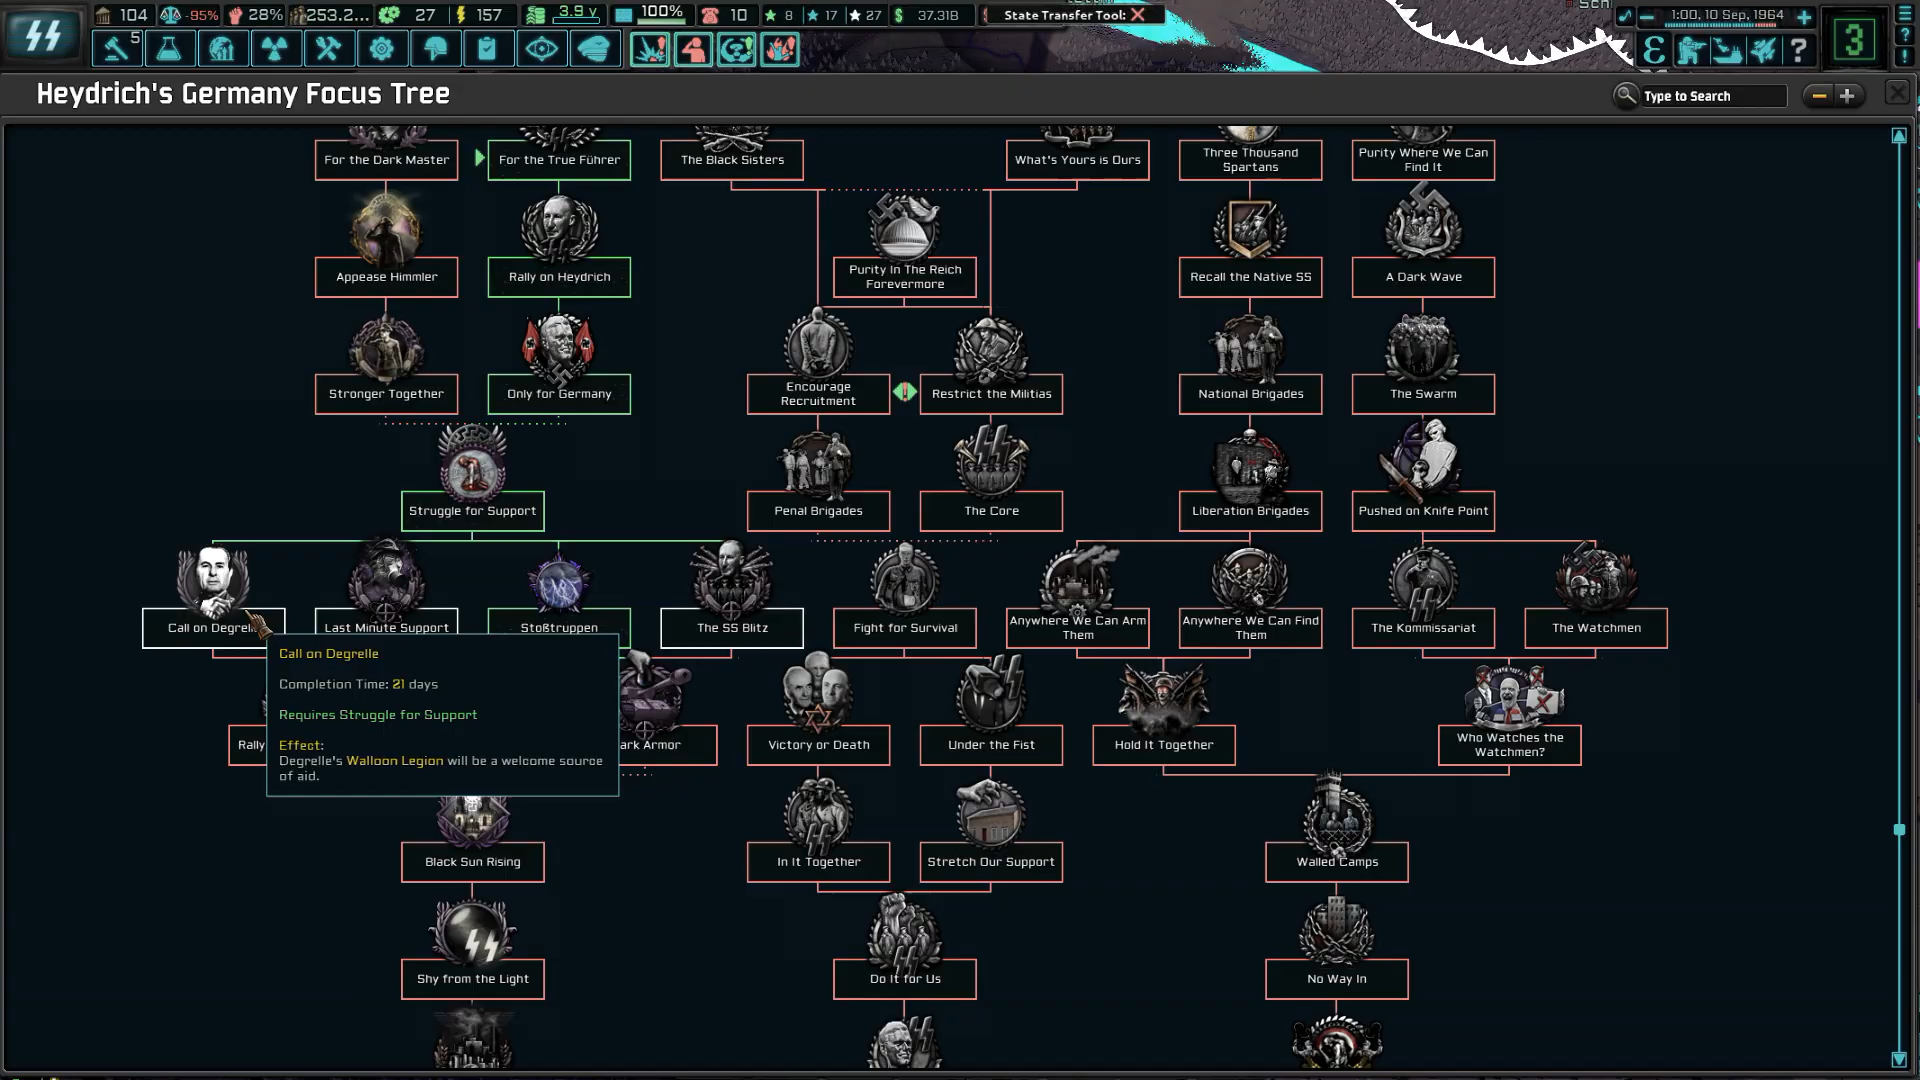 104
-95%
28%
253.2...
27
157
3.9 y
100%
10
8
17
27
$ 37.31B
State Transfer Tool:
1:00, 10 Sep, 1964
5
?
3
Heydrich's Germany Focus Tree
Type to Search
For the Dark Master
For the True Führer
The Black Sisters
What's Yours is Ours
Three Thousand
Spartans
Purity Where We Can
Find It
Appease Himmler
Rally on Heydrich
Purity In The Reich
Forevermore
Recall the Native SS
A Dark Wave
Stronger Together
Only for Germany
Encourage
Recruitment
Restrict the Militias
National Brigades
The Swarm
Struggle for Support
Penal Brigades
The Core
Liberation Brigades
Pushed on Knife Point
Call on Degrelle
Last Minute Support
Stoßtruppen
The SS Blitz
Fight for Survival
Anywhere We Can Arm
Them
Anywhere We Can Find
Them
The Kommissariat
The Watchmen
Call on Degrelle
Completion Time: 21 days
Requires Struggle for Support
Effect:
Degrelle's Walloon Legion will be a welcome source
of aid.
Rally
ark Armor
Victory or Death
Under the Fist
Hold It Together
Who Watches the
Watchmen?
Black Sun Rising
In It Together
Stretch Our Support
Walled Camps
Shy from the Light
Do It for Us
No Way In